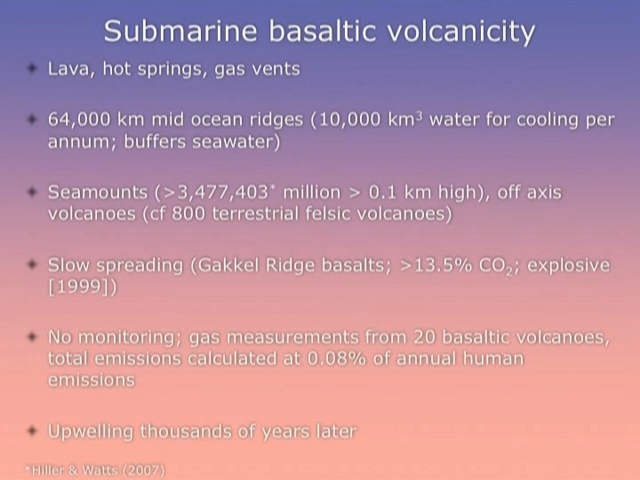 Submarine basaltic volcanicity
Lava, hot springs, gas vents
64,000 km mid ocean ridges (10,000 km³ water for cooling per
annum; buffers seawater)
Seamounts (>3,477,403* million > 0.1 km high), off axis
volcanoes (cf 800 terrestrial felsic volcanoes)
Slow spreading (Gakkel Ridge basalts; >13.5% CO₂; explosive
[1999])
No monitoring; gas measurements from 20 basaltic volcanoes,
total emissions calculated at 0.08% of annual human
emissions
Upwelling thousands of years later
*Hiller & Watts (2007)